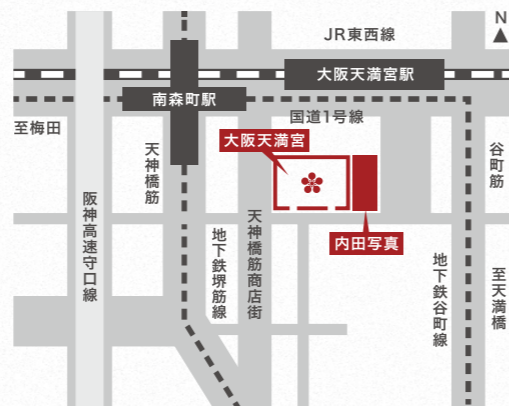 N
JR東西線
大阪天満宮駅
南森町駅
国道1号線
至梅田
大阪天満宮
天神橋筋
谷町筋
阪神高速守口線
内田写真
天神橋筋商店街
地下鉄堺筋線
地下鉄谷町線
至天満橋